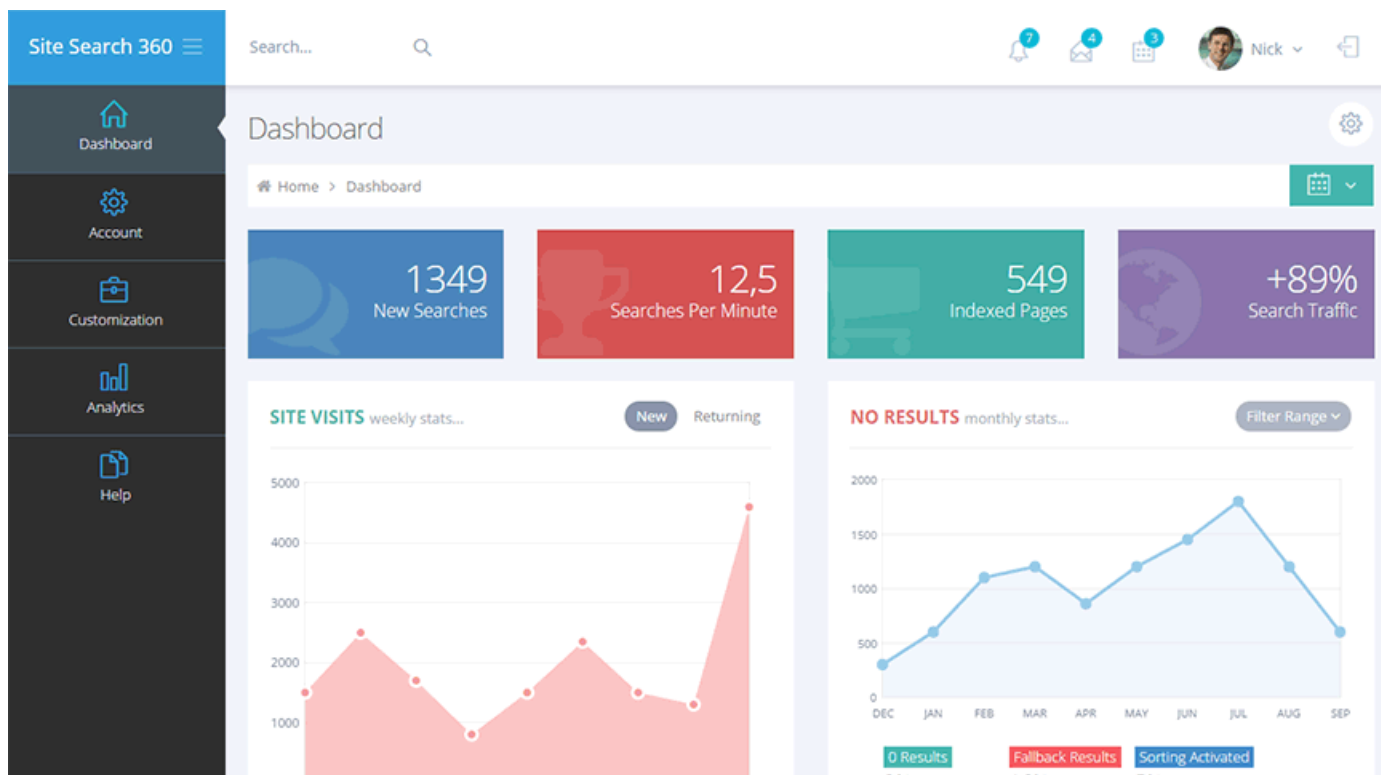 Site Search 360
Search...
7
4
3
Nick
Dashboard
Account
Customization
Analytics
Help
Dashboard
Home > Dashboard
1349
New Searches
12,5
Searches Per Minute
549
Indexed Pages
+89%
Search Traffic
SITE VISITS weekly stats...
New
Returning
5000
4000
3000
2000
1000
NO RESULTS monthly stats...
Filter Range
2000
1500
1000
500
0
DEC JAN FEB MAR APR MAY JUN JUL AUG SEP
0 Results
Fallback Results
Sorting Activated